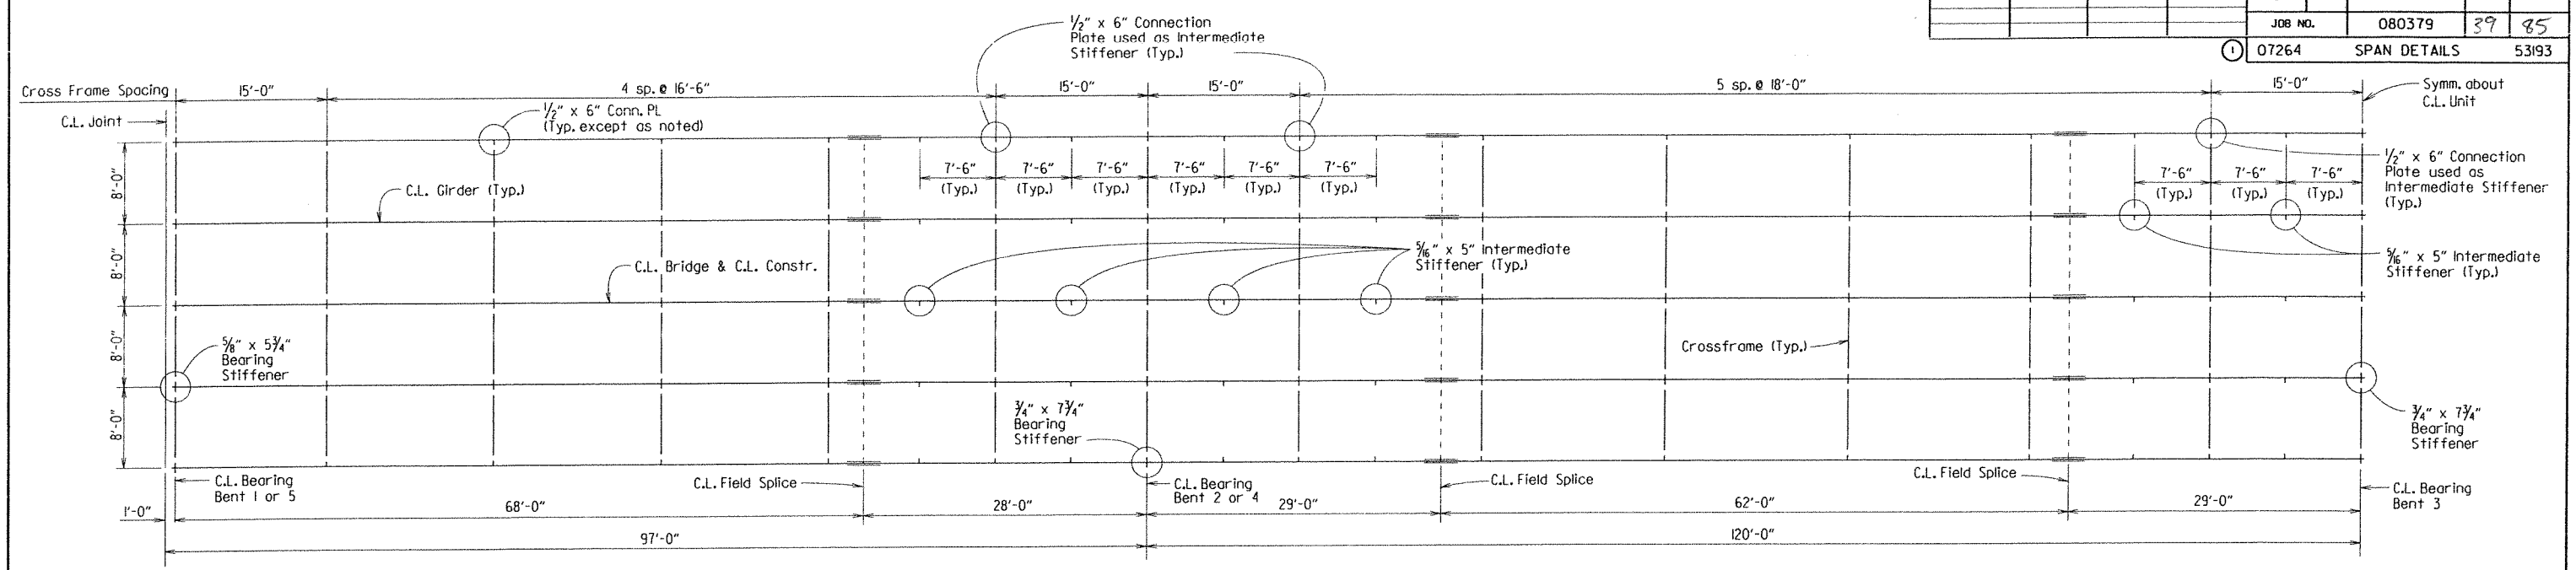 JOB NO. 080379 39 85
1 07264 SPAN DETAILS 53193
1/2" x 6" Connection
Plate used as Intermediate
Stiffener (Typ.)
Cross Frame Spacing
15'-0"
4 sp. @ 16'-6"
15'-0"
15'-0"
5 sp. @ 18'-0"
15'-0"
Symm. about
C.L. Unit
C.L. Joint
1/2" x 6" Conn. PL
(Typ. except as noted)
8'-0"
8'-0"
8'-0"
8'-0"
C.L. Girder (Typ.)
7'-6"
(Typ.)
7'-6"
(Typ.)
7'-6"
(Typ.)
7'-6"
(Typ.)
7'-6"
(Typ.)
7'-6"
(Typ.)
7'-6"
(Typ.)
7'-6"
(Typ.)
7'-6"
(Typ.)
1/2" x 6" Connection
Plate used as
Intermediate Stiffener
(Typ.)
C.L. Bridge & C.L. Constr.
5/16" x 5" Intermediate
Stiffener (Typ.)
5/16" x 5" Intermediate
Stiffener (Typ.)
5/8" x 5 3/4"
Bearing
Stiffener
Crossframe (Typ.)
3/4" x 7 3/4"
Bearing
Stiffener
3/4" x 7 3/4"
Bearing
Stiffener
C.L. Bearing
Bent 1 or 5
C.L. Field Splice
C.L. Bearing
Bent 2 or 4
C.L. Field Splice
C.L. Field Splice
C.L. Bearing
Bent 3
1'-0"
68'-0"
28'-0"
29'-0"
62'-0"
29'-0"
97'-0"
120'-0"